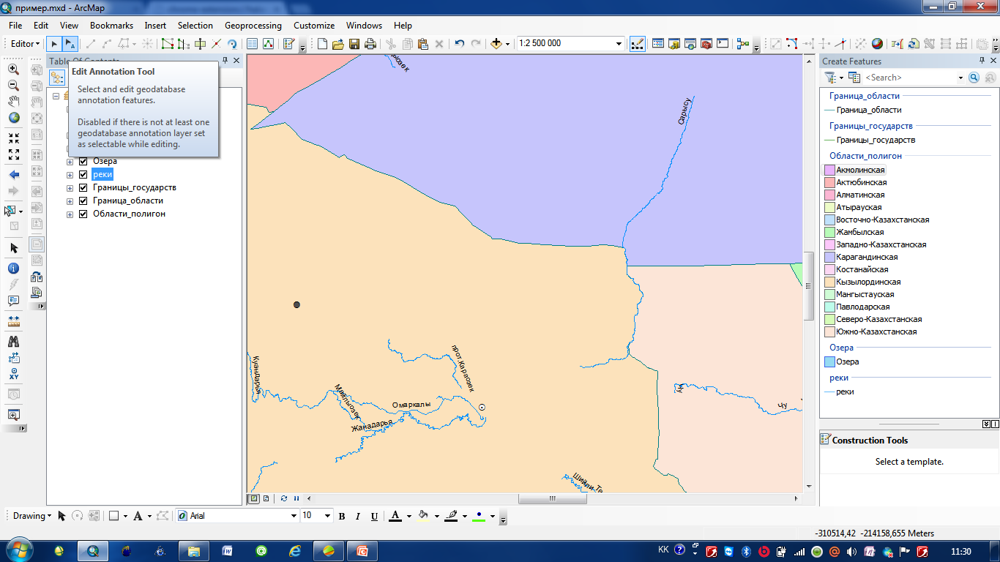 пример.mxd - ArcMap
File Edit View Bookmarks Insert Selection Geoprocessing Customize Windows Help
Editor
1:2 500 000
Table Of Contents
Edit Annotation Tool
Select and edit geodatabase
annotation features.
Disabled if there is not at least one
geodatabase annotation layer set
as selectable while editing.
Озера
реки
Границы_государств
Граница_области
Области_полигон
Сарысу
прот.Караозек
Куандарья
Майлыозек
Омаркалы
Жанадарья
Чу
Чу
Шийли Те
Create Features
<Search>
Граница_области
Граница_области
Границы_государств
Границы_государств
Области_полигон
Акмолинская
Актюбинская
Алматинская
Атырауская
Восточно-Казахстанская
Жамбылская
Западно-Казахстанская
Карагандинская
Костанайская
Кызылординская
Мангыстауская
Павлодарская
Северо-Казахстанская
Южно-Казахстанская
Озера
Озера
реки
реки
Construction Tools
Select a template.
Drawing
Arial
10
B I U A
-310514,42 -214158,655 Meters
KK
11:30